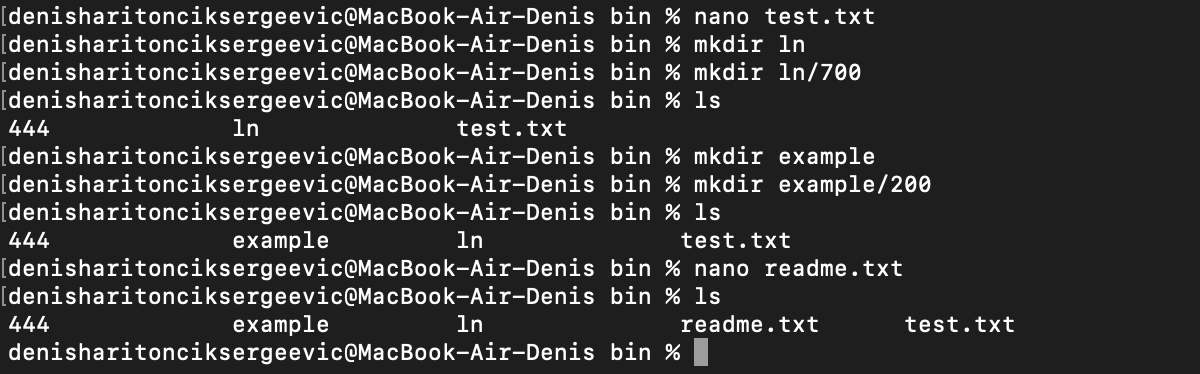 [denisharitonciksergeevic@MacBook-Air-Denis bin % nano test.txt
[denisharitonciksergeevic@MacBook-Air-Denis bin % mkdir ln
[denisharitonciksergeevic@MacBook-Air-Denis bin % mkdir ln/700
[denisharitonciksergeevic@MacBook-Air-Denis bin % ls
444 ln test.txt
[denisharitonciksergeevic@MacBook-Air-Denis bin % mkdir example
[denisharitonciksergeevic@MacBook-Air-Denis bin % mkdir example/200
[denisharitonciksergeevic@MacBook-Air-Denis bin % ls
444 example ln test.txt
[denisharitonciksergeevic@MacBook-Air-Denis bin % nano readme.txt
[denisharitonciksergeevic@MacBook-Air-Denis bin % ls
444 example ln readme.txt test.txt
denisharitonciksergeevic@MacBook-Air-Denis bin %